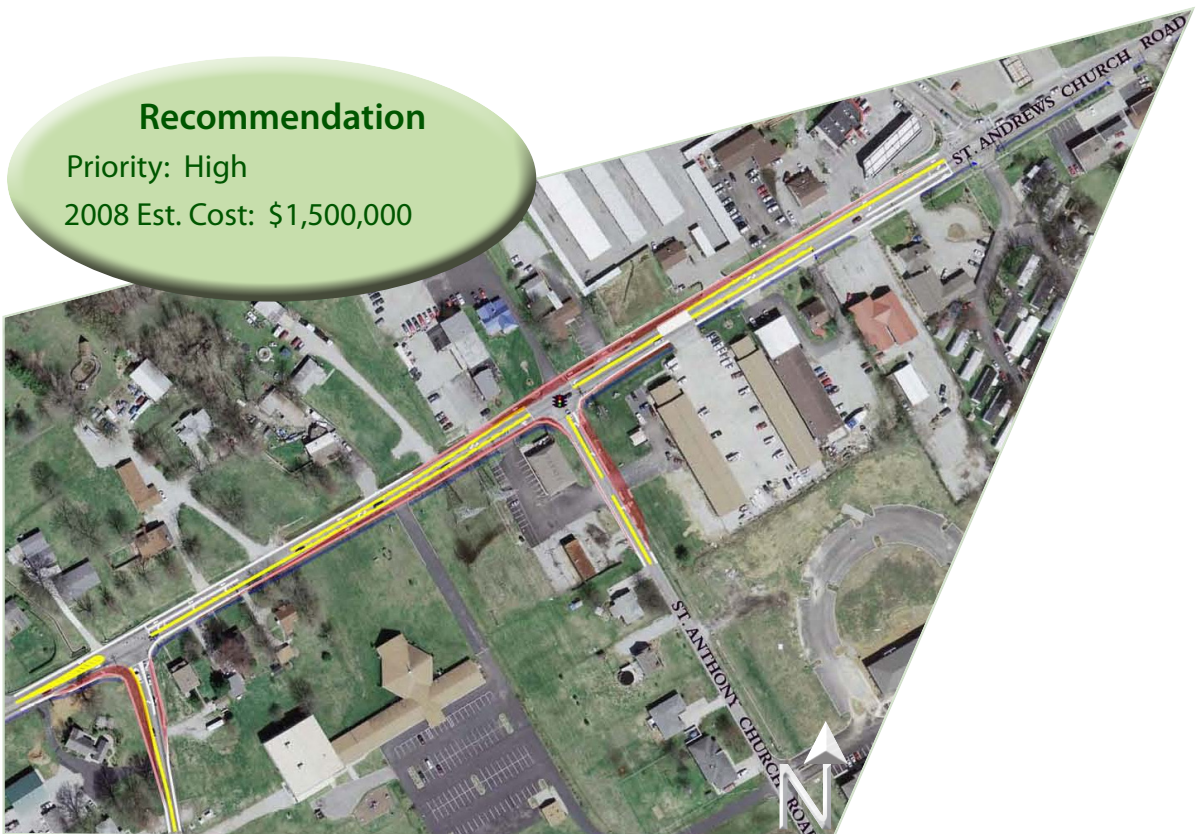 Recommendation
Priority: High
2008 Est. Cost: $1,500,000
ST. ANDREWS CHURCH ROAD
ST. ANTHONY CHURCH ROAD
N